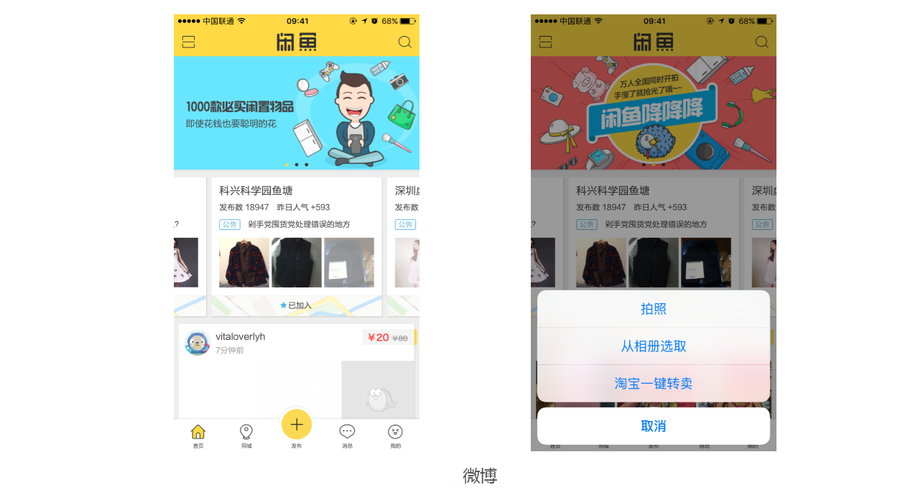 中国联通
09:41
68%
闲鱼
1000款必买闲置物品
即使花钱也要聪明的花
科兴科学园鱼塘
发布数 18947 昨日人气 +593
公告 剁手党囤货党处理错误的地方
已加入
深圳
公告
vitaloverlyh
7分钟前
¥20 ¥80
首页
同城
发布
消息
我的
中国联通
09:41
68%
闲鱼
万人全国同时开拍
手慢了就抢光了哦~~
闲鱼降降降
科兴科学园鱼塘
发布数 18947 昨日人气 +593
公告 剁手党囤货党处理错误的地方
深圳
公告
拍照
从相册选取
淘宝一键转卖
取消
首页
同城
发布
消息
我的
微博